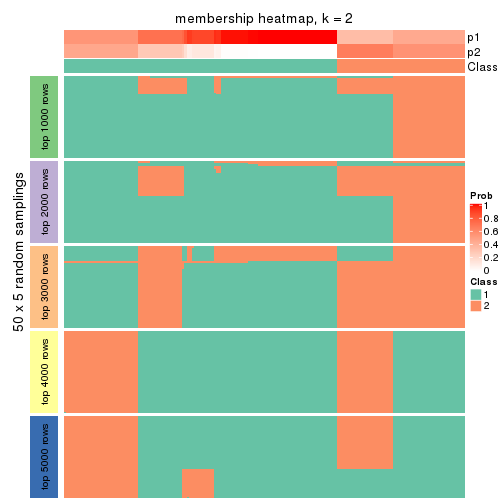 membership heatmap, k = 2
p1
p2
Class
50 x 5 random samplings
top 1000 rows
top 2000 rows
top 3000 rows
top 4000 rows
top 5000 rows
Prob
1
0.8
0.6
0.4
0.2
0
Class
1
2